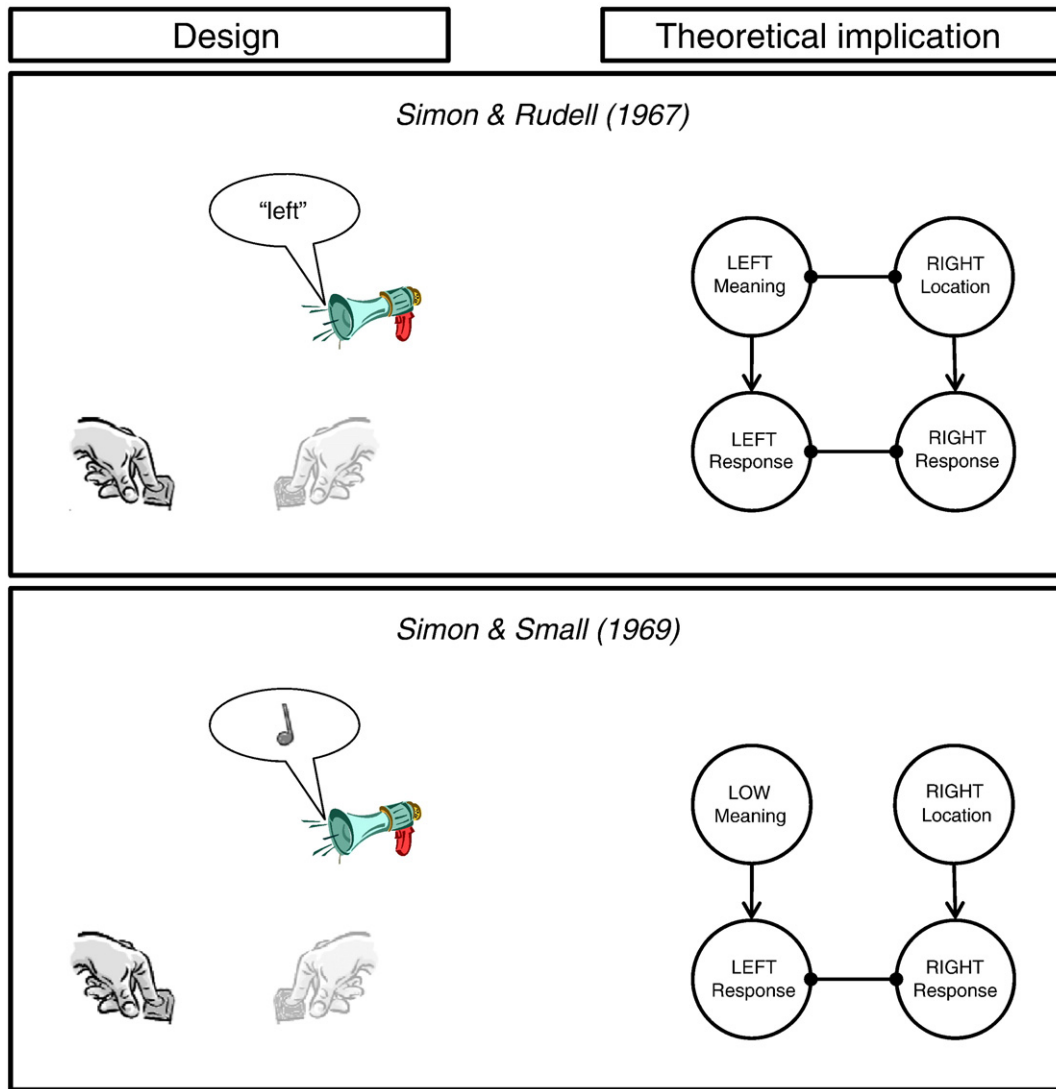 Design
Theoretical implication
Simon & Rudell (1967)
“left”
LEFT
Meaning
RIGHT
Location
LEFT
Response
RIGHT
Response
Simon & Small (1969)
LOW
Meaning
RIGHT
Location
LEFT
Response
RIGHT
Response